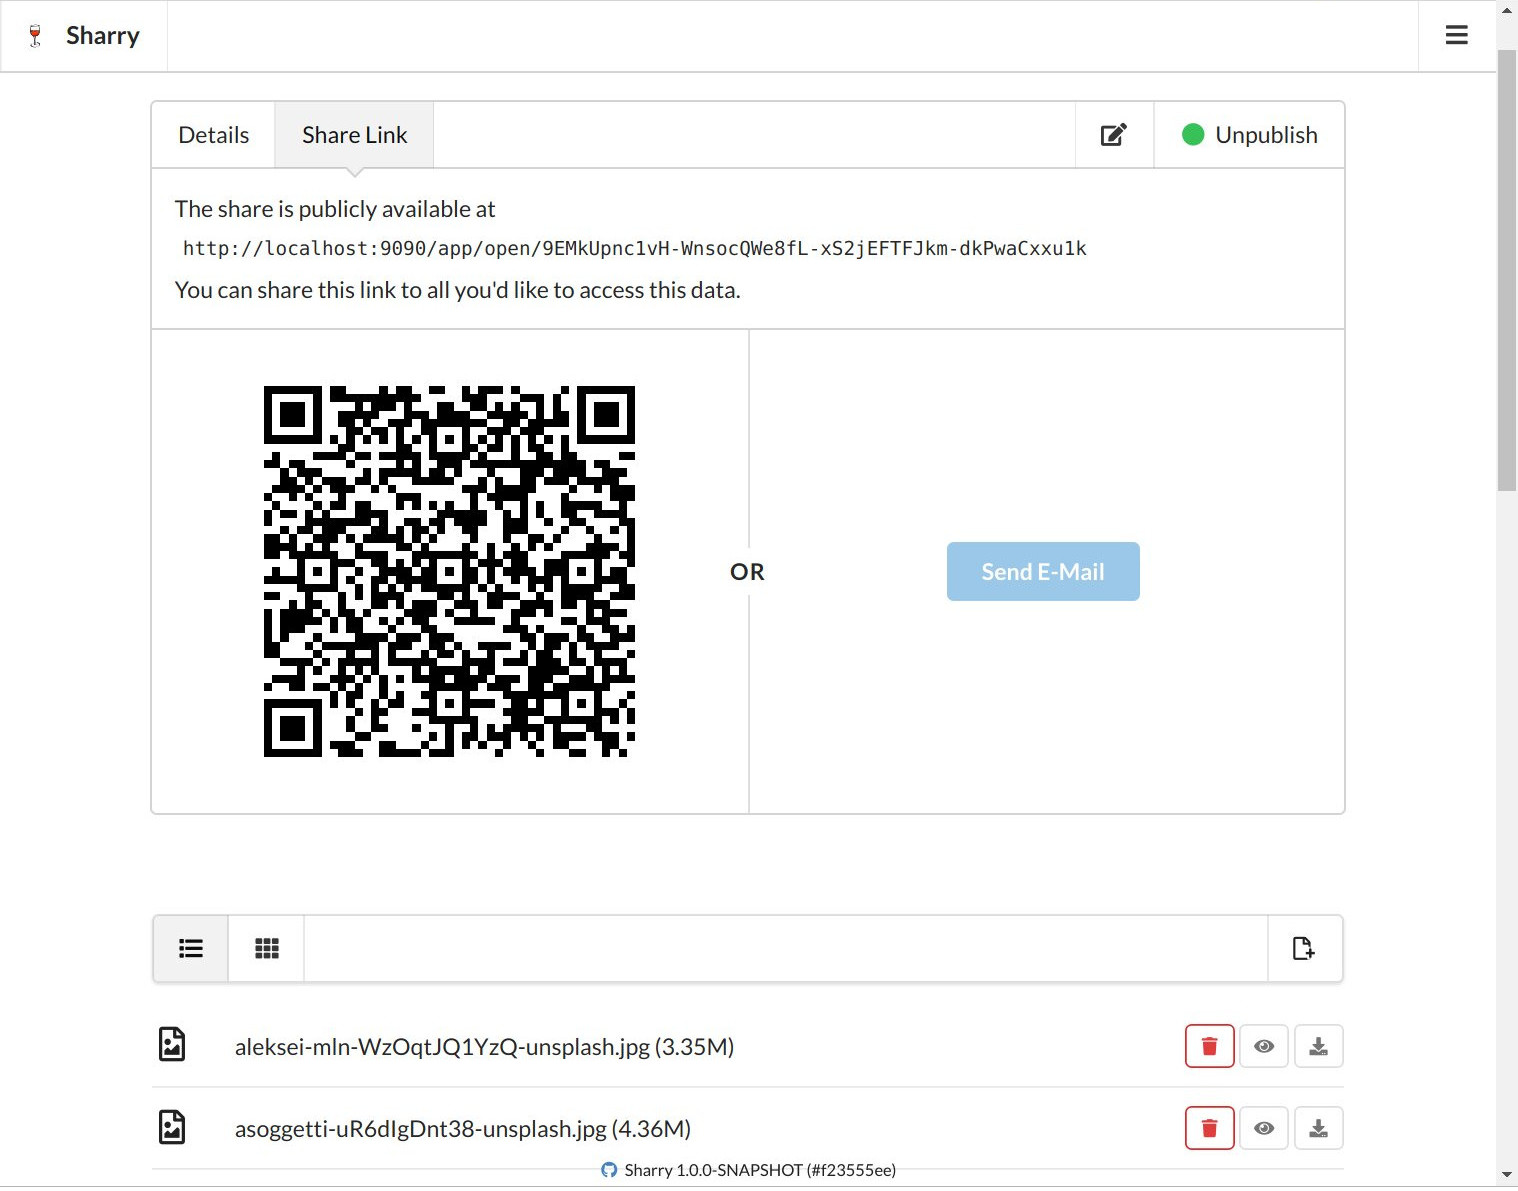 Sharry
Details
Share Link
Unpublish
The share is publicly available at
http://localhost:9090/app/open/9EMkUpnc1vH-WnsocQWe8fL-xS2jEFTFJkm-dkPwaCxxu1k
You can share this link to all you'd like to access this data.
OR
Send E-Mail
aleksei-mln-WzOqtJQ1YzQ-unsplash.jpg (3.35M)
asoggetti-uR6dIgDnt38-unsplash.jpg (4.36M)
Sharry 1.0.0-SNAPSHOT (#f23555ee)